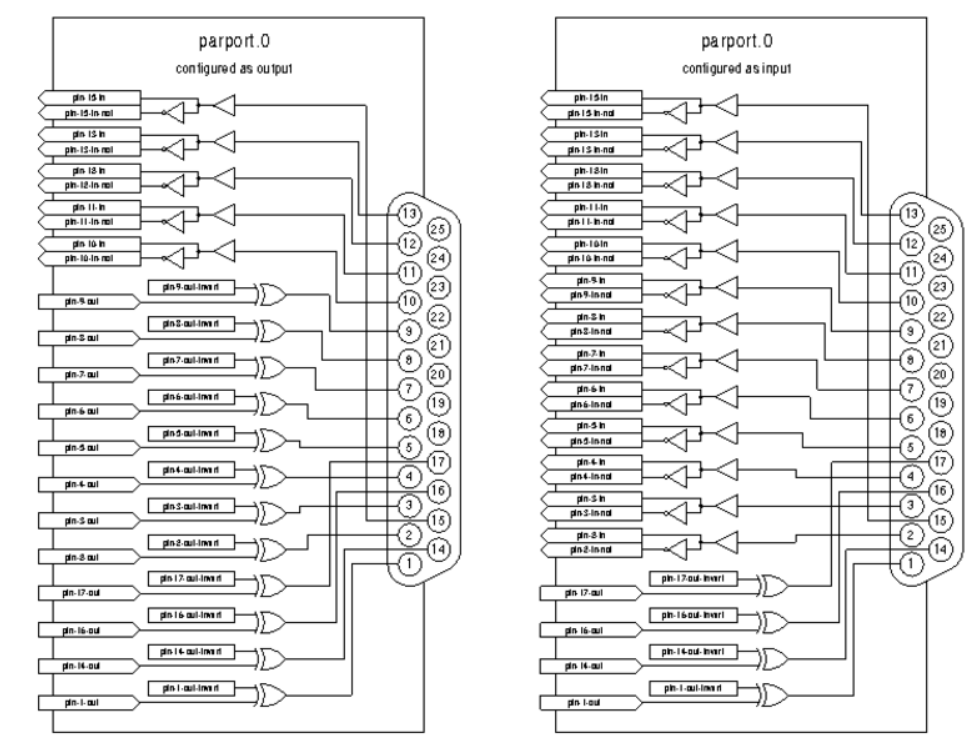 parport.0
configured as output
pin-15-in
pin-15-in-not
pin-13-in
pin-13-in-not
pin-12-in
pin-12-in-not
pin-11-in
pin-11-in-not
pin-10-in
pin-10-in-not
pin-9-out-invert
pin-9-out
pin-8-out-invert
pin-8-out
pin-7-out-invert
pin-7-out
pin-6-out-invert
pin-6-out
pin-5-out-invert
pin-5-out
pin-4-out-invert
pin-4-out
pin-3-out-invert
pin-3-out
pin-2-out-invert
pin-2-out
pin-17-out-invert
pin-17-out
pin-16-out-invert
pin-16-out
pin-14-out-invert
pin-14-out
pin-1-out-invert
pin-1-out
13
25
12
24
11
23
10
22
9
21
8
20
7
19
6
18
5
17
4
16
3
15
2
14
1
parport.0
configured as input
pin-15-in
pin-15-in-not
pin-13-in
pin-13-in-not
pin-12-in
pin-12-in-not
pin-11-in
pin-11-in-not
pin-10-in
pin-10-in-not
pin-9-in
pin-9-in-not
pin-8-in
pin-8-in-not
pin-7-in
pin-7-in-not
pin-6-in
pin-6-in-not
pin-5-in
pin-5-in-not
pin-4-in
pin-4-in-not
pin-3-in
pin-3-in-not
pin-2-in
pin-2-in-not
pin-17-out-invert
pin-17-out
pin-16-out-invert
pin-16-out
pin-14-out-invert
pin-14-out
pin-1-out-invert
pin-1-out
13
25
12
24
11
23
10
22
9
21
8
20
7
19
6
18
5
17
4
16
3
15
2
14
1